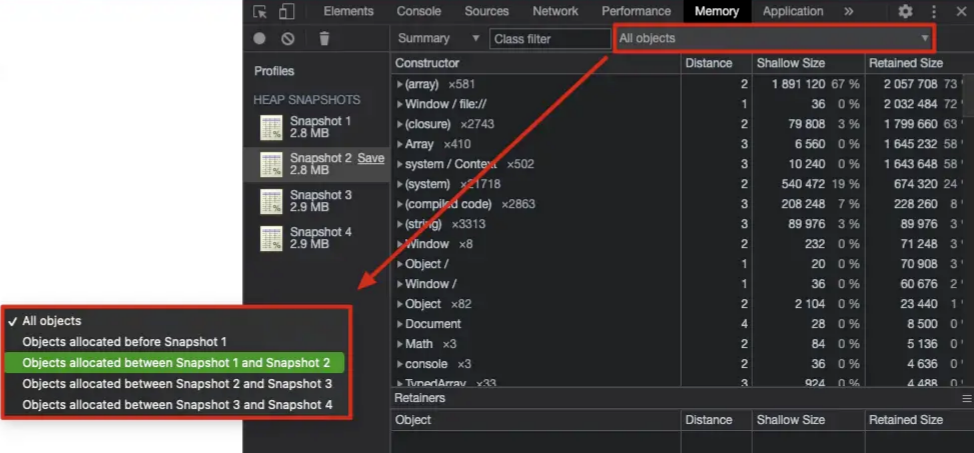 Elements Console Sources Network Performance Memory Application »
Summary ▼ Class filter All objects ▼
Profiles
HEAP SNAPSHOTS
Snapshot 1
2.8 MB
Snapshot 2 Save
2.8 MB
Snapshot 3
2.9 MB
Snapshot 4
2.9 MB
Constructor Distance Shallow Size Retained Size
(array) ×581 2 1 891 120 67 % 2 057 708 73
Window / file:// 1 36 0 % 2 032 484 72
(closure) ×2743 2 79 808 3 % 1 799 660 63
Array ×410 3 6 560 0 % 1 645 232 58
system / Context ×502 3 10 240 0 % 1 643 648 58
(system) ×21718 2 540 472 19 % 674 320 24
(compiled code) ×2863 3 208 248 7 % 228 260 8
(string) ×3313 3 89 976 3 % 89 976 3
Window ×8 2 232 0 % 71 248 3
Object / 1 20 0 % 70 908 3
Window / 1 36 0 % 60 676 2
Object ×82 2 2 104 0 % 23 440 1
Document 4 28 0 % 8 500 0
Math ×3 2 84 0 % 5 136 0
console ×3 2 36 0 % 4 636 0
TypedArray ×33 3 924 0 % 4 488 0
Retainers
Object Distance Shallow Size Retained Size
✓ All objects
Objects allocated before Snapshot 1
Objects allocated between Snapshot 1 and Snapshot 2
Objects allocated between Snapshot 2 and Snapshot 3
Objects allocated between Snapshot 3 and Snapshot 4